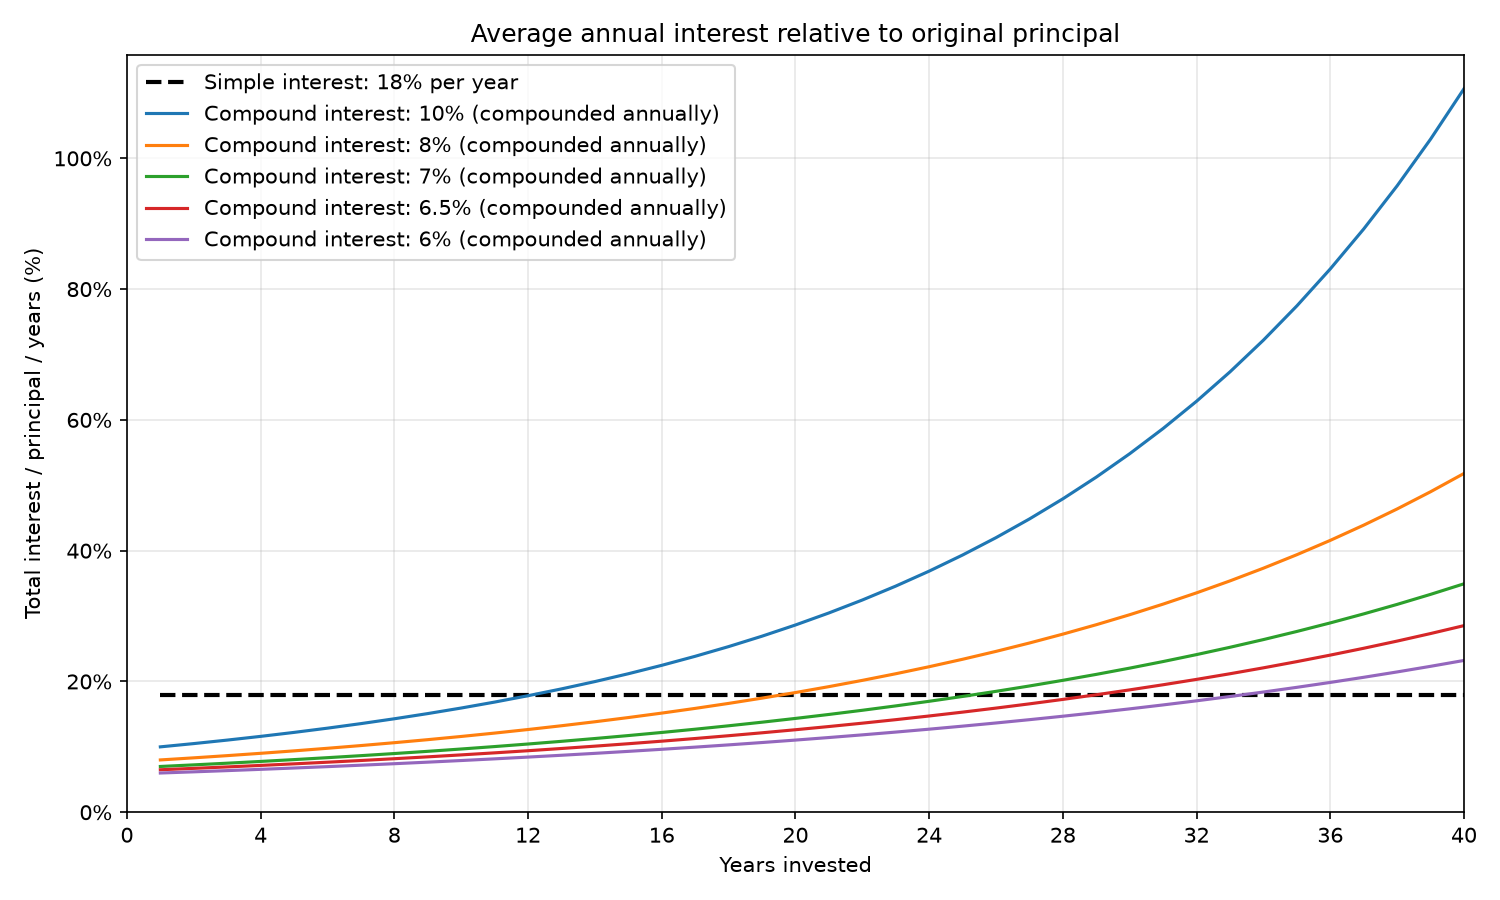 Average annual interest relative to original principal
Simple interest: 18% per year
Compound interest: 10% (compounded annually)
Compound interest: 8% (compounded annually)
Compound interest: 7% (compounded annually)
Compound interest: 6.5% (compounded annually)
Compound interest: 6% (compounded annually)
Total interest / principal / years (%)
100%
80%
60%
40%
20%
0%
0 4 8 12 16 20 24 28 32 36 40
Years invested